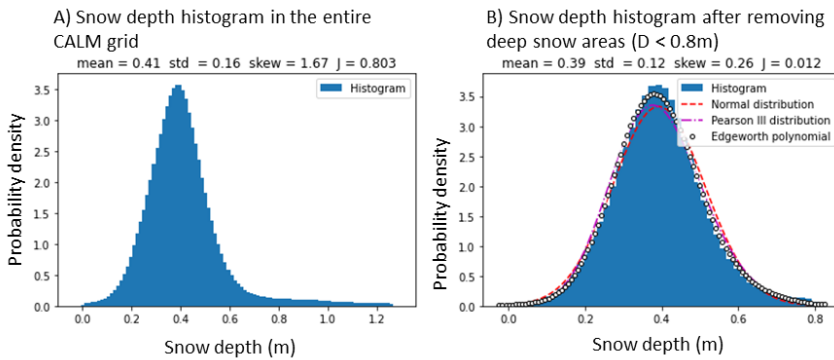 A) Snow depth histogram in the entire
CALM grid
mean = 0.41 std = 0.16 skew = 1.67 J = 0.803
Histogram
3.5
3.0
2.5
2.0
1.5
1.0
0.5
0.0
Probability density
0.0 0.2 0.4 0.6 0.8 1.0 1.2
Snow depth (m)
B) Snow depth histogram after removing
deep snow areas (D < 0.8m)
mean = 0.39 std = 0.12 skew = 0.26 J = 0.012
Histogram
Normal distribution
Pearson III distribution
Edgeworth polynomial
3.5
3.0
2.5
2.0
1.5
1.0
0.5
0.0
Probability density
0.0 0.2 0.4 0.6 0.8
Snow depth (m)